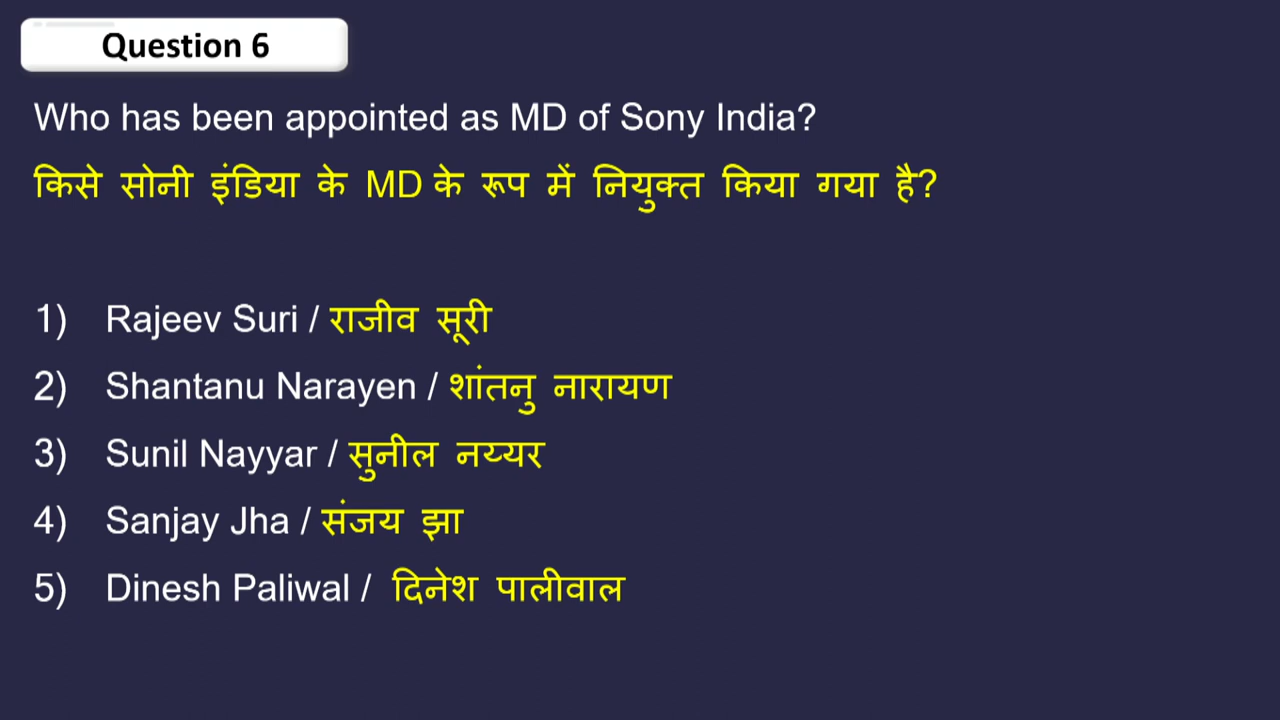 Question 6
Who has been appointed as MD of Sony India?
किसे सोनी इंडिया के MD के रूप में नियुक्त किया गया है?
1) Rajeev Suri / राजीव सूरी
2) Shantanu Narayen / शांतनु नारायण
3) Sunil Nayyar / सुनील नय्यर
4) Sanjay Jha / संजय झा
5) Dinesh Paliwal / दिनेश पालीवाल